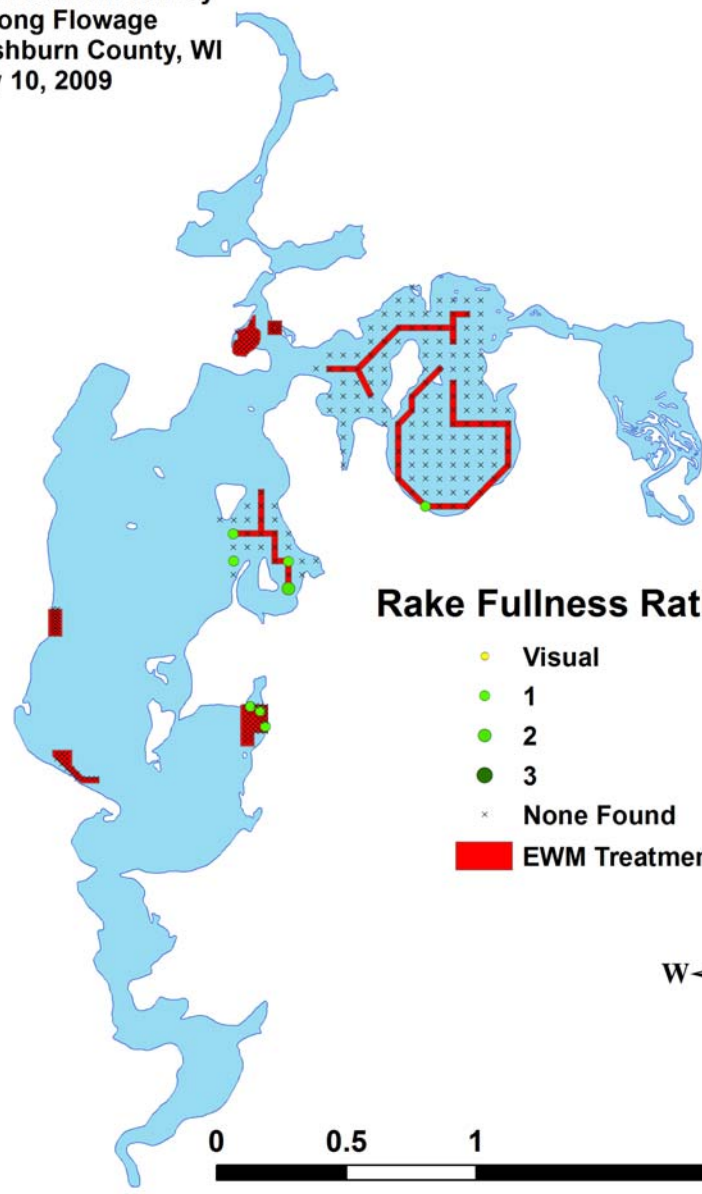 ong Flowage
shburn County, WI
10, 2009
Rake Fullness Rat
Visual
1
2
3
None Found
EWM Treatmen
W
0 0.5 1